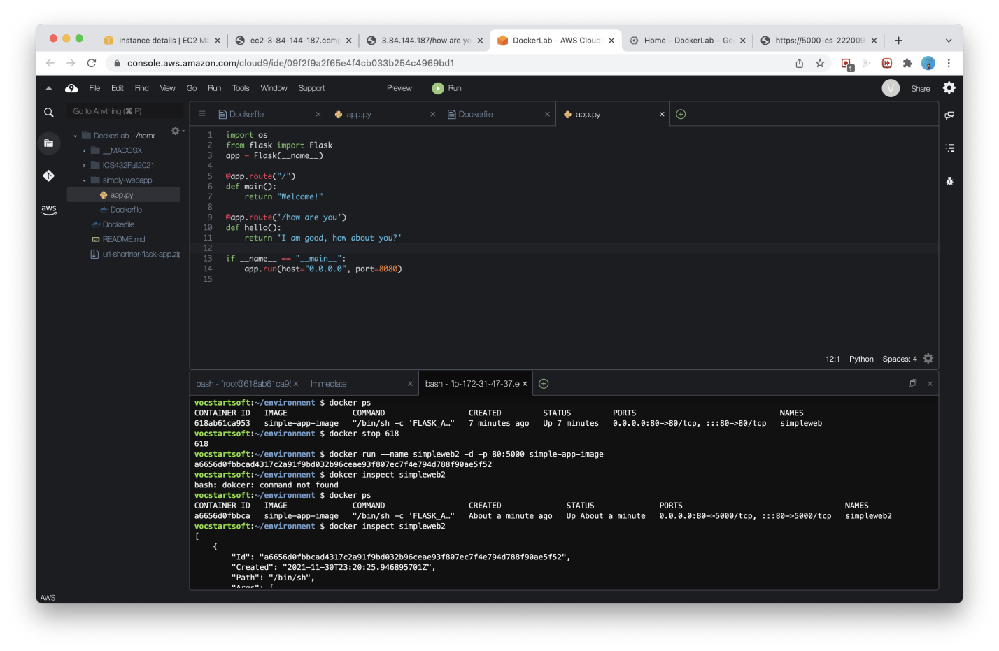 Instance details | EC2 Ma
ec2-3-84-144-187.comp
3.84.144.187/how are yo
DockerLab - AWS Cloud9
Home – DockerLab – Go
https://5000-cs-222009
console.aws.amazon.com/cloud9/ide/09f2f9a2f65e4f4cb033b254c4969bd1
1
9 File Edit Find View Go Run Tools Window Support Preview Run V Share
Go to Anything (⌘ P)
DockerLab - /home
__MACOSX
ICS432Fall2021
simply-webapp
app.py
Dockerfile
Dockerfile
README.md
url-shortner-flask-app.zip
aws
Dockerfile app.py Dockerfile app.py
1 import os
2 from flask import Flask
3 app = Flask(__name__)
4
5 @app.route("/")
6 def main():
7 return "Welcome!"
8
9 @app.route('/how are you')
10 def hello():
11 return 'I am good, how about you?'
12
13 if __name__ == "__main__":
14 app.run(host="0.0.0.0", port=8080)
15
12:1 Python Spaces: 4
bash - "root@618ab61ca95 Immediate bash - "ip-172-31-47-37.ec
vocstartsoft:~/environment $ docker ps
CONTAINER ID IMAGE COMMAND CREATED STATUS PORTS NAMES
618ab61ca953 simple-app-image "/bin/sh -c 'FLASK_A…" 7 minutes ago Up 7 minutes 0.0.0.0:80->80/tcp, :::80->80/tcp simpleweb
vocstartsoft:~/environment $ docker stop 618
618
vocstartsoft:~/environment $ docker run --name simpleweb2 -d -p 80:5000 simple-app-image
a6656d0fbbcad4317c2a91f9bd032b96ceae93f807ec7f4e794d788f90ae5f52
vocstartsoft:~/environment $ dokcer inspect simpleweb2
bash: dokcer: command not found
vocstartsoft:~/environment $ docker ps
CONTAINER ID IMAGE COMMAND CREATED STATUS PORTS NAMES
a6656d0fbbca simple-app-image "/bin/sh -c 'FLASK_A…" About a minute ago Up About a minute 0.0.0.0:80->5000/tcp, :::80->5000/tcp simpleweb2
vocstartsoft:~/environment $ docker inspect simpleweb2
[
{
"Id": "a6656d0fbbcad4317c2a91f9bd032b96ceae93f807ec7f4e794d788f90ae5f52",
"Created": "2021-11-30T23:20:25.946895701Z",
"Path": "/bin/sh",
"Args": [
AWS